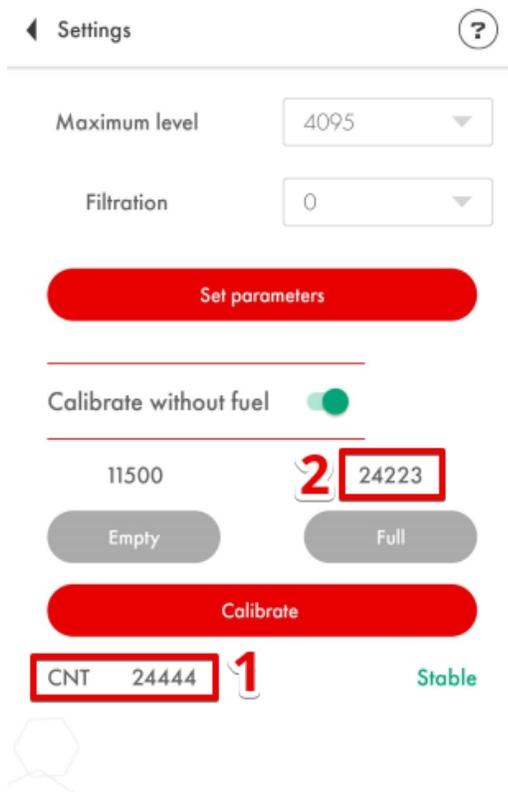 Settings
?
Maximum level 4095
Filtration 0
Set parameters
Calibrate without fuel
11500 2 24223
Empty Full
Calibrate
CNT 24444 1 Stable